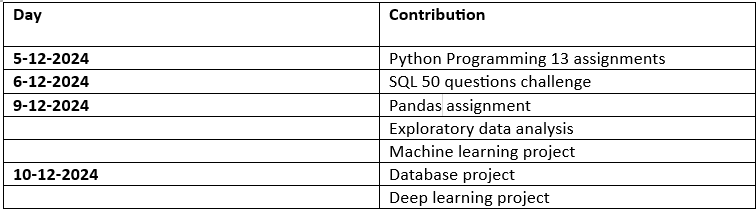 Day Contribution
5-12-2024 Python Programming 13 assignments
6-12-2024 SQL 50 questions challenge
9-12-2024 Pandas assignment
Exploratory data analysis
Machine learning project
10-12-2024 Database project
Deep learning project